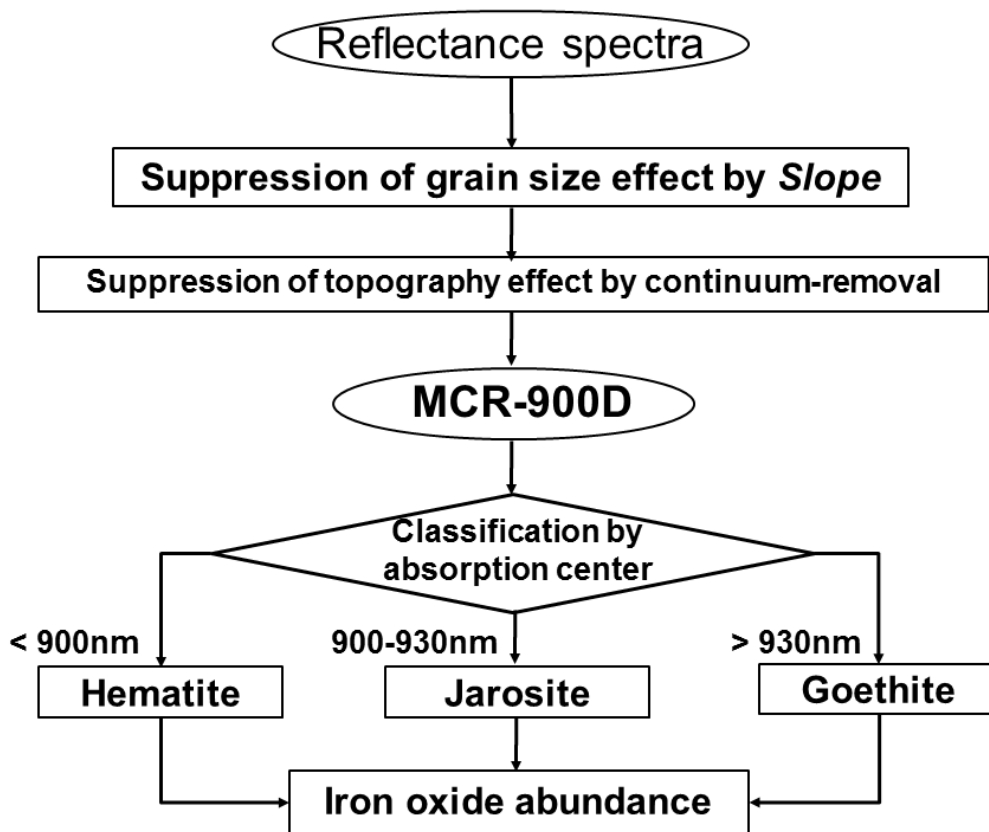 Reflectance spectra
Suppression of grain size effect by Slope
Suppression of topography effect by continuum-removal
MCR-900D
Classification by
absorption center
< 900nm
900-930nm
> 930nm
Hematite
Jarosite
Goethite
Iron oxide abundance